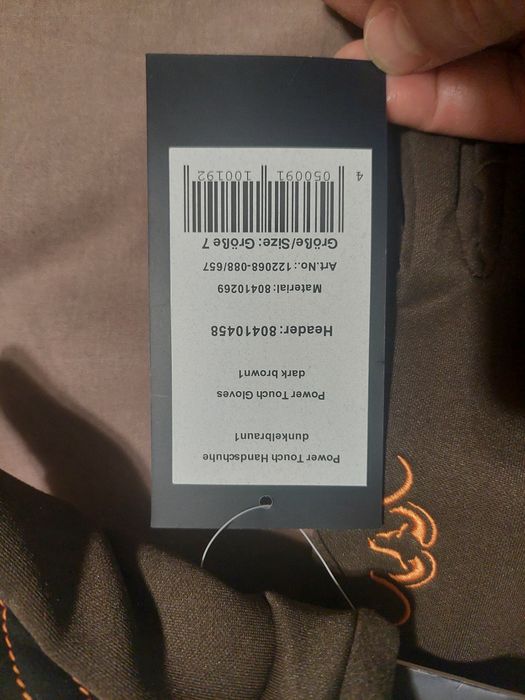 Power Touch Handschuhe
dunkelbraun1
Power Touch Gloves
dark brown1
Header: 80410458
Material: 80410269
Art.No.: 122068-088/657
Größe/Size: Größe 7
4 050091 100192